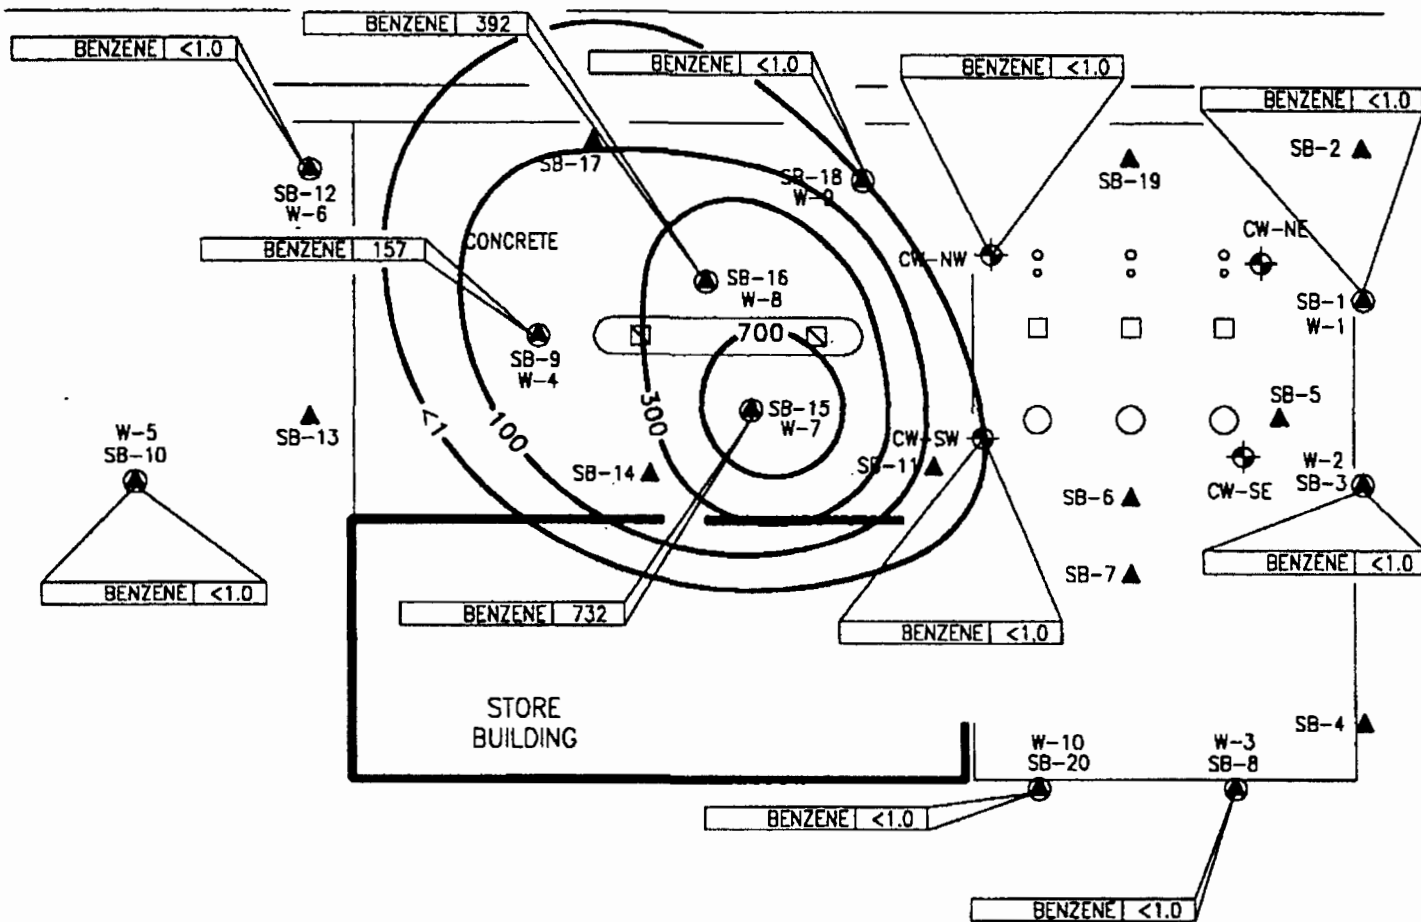 BENZENE 392
BENZENE <1.0
BENZENE <1.0
BENZENE <1.0
BENZENE <1.0
SB-2
SB-17
SB-19
SB-18
W-9
SB-12
W-6
CONCRETE
BENZENE 157
CW-NE
CW-NW
SB-16
W-8
SB-1
W-1
700
SB-9
W-4
300
SB-15
W-7
SB-5
<1
100
SB-13
W-5
SB-10
CW-SW
SB-11
SB-14
W-2
SB-3
CW-SE
SB-6
BENZENE <1.0
SB-7
BENZENE <1.0
BENZENE 732
BENZENE <1.0
STORE
BUILDING
SB-4
W-10
SB-20
W-3
SB-8
BENZENE <1.0
BENZENE <1.0